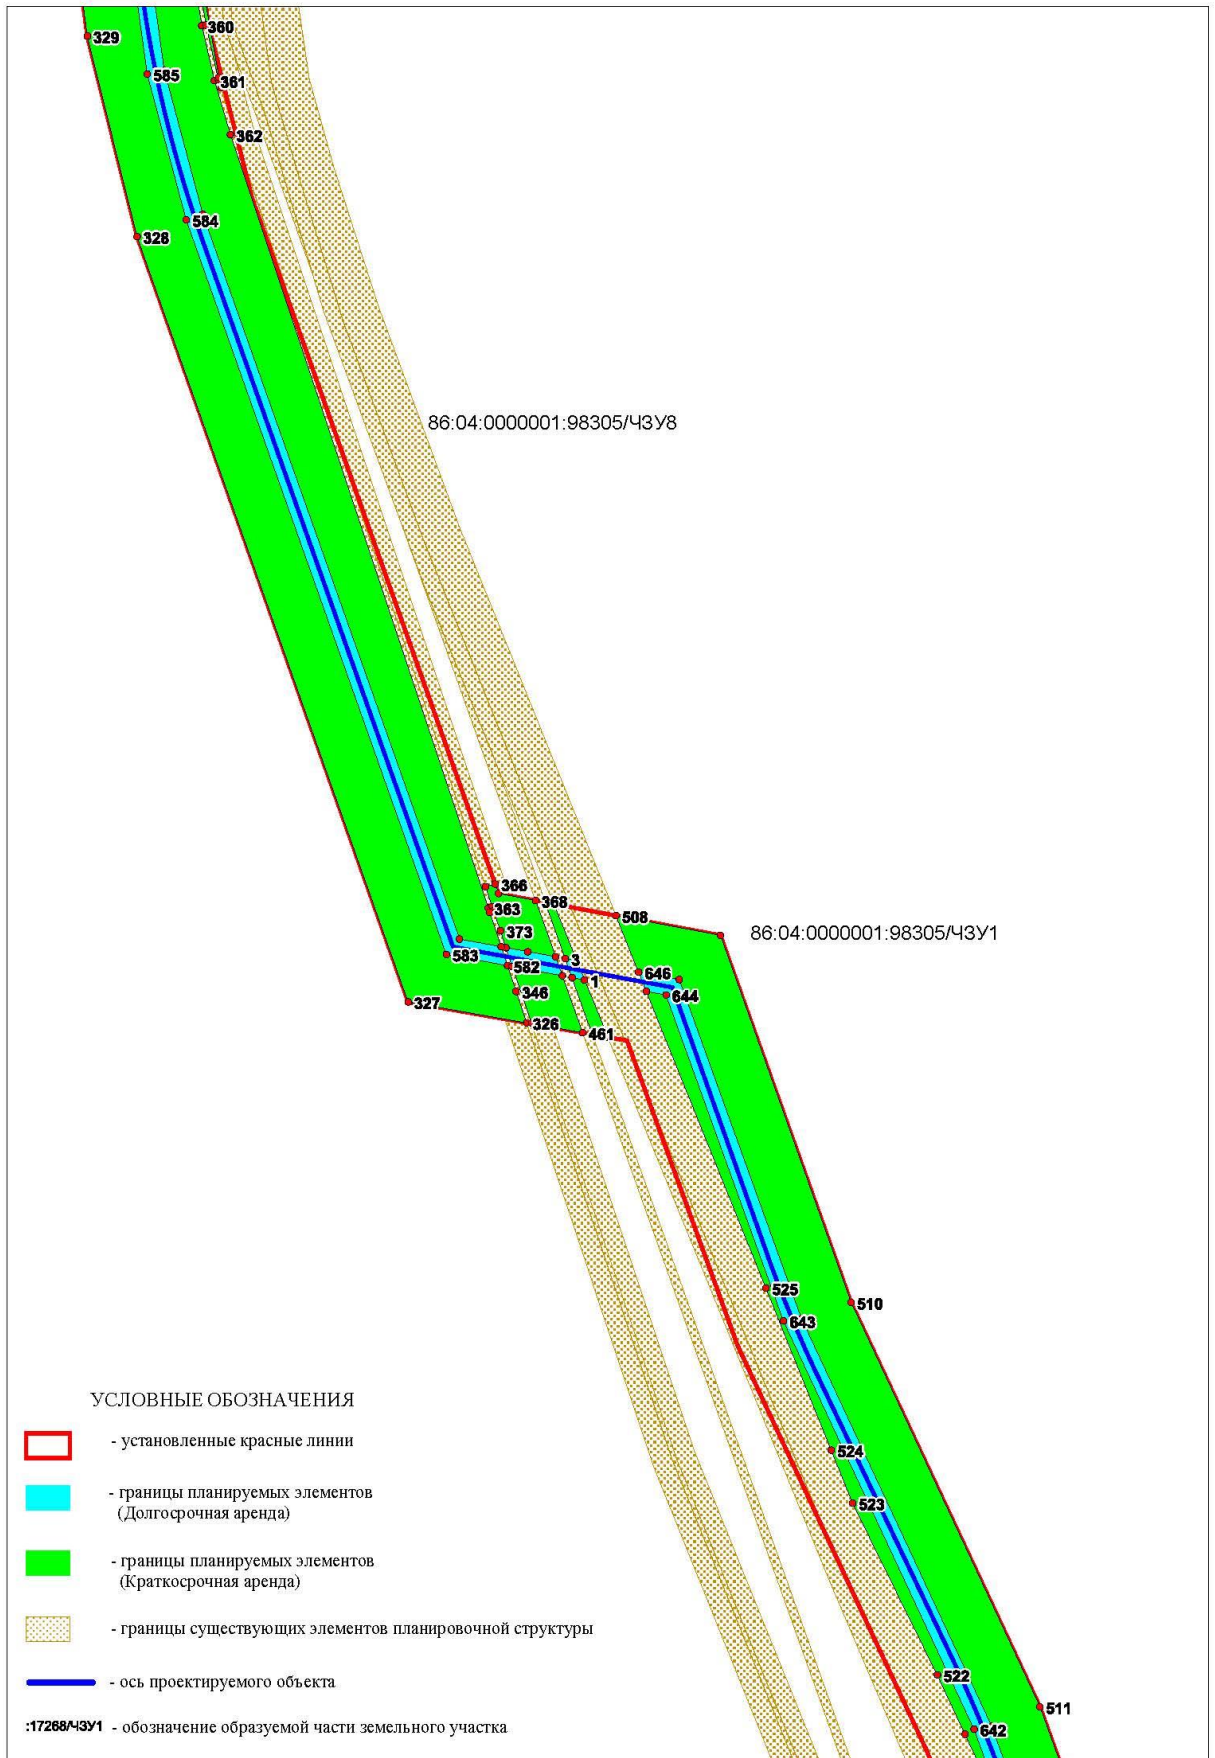 360
329
585
361
362
584
328
86:04:0000001:98305/ЧЗУ8
366
368
363
508
373
86:04:0000001:98305/ЧЗУ1
3
583
582
646
1
346
644
327
326
461
525
510
643
УСЛОВНЫЕ ОБОЗНАЧЕНИЯ
- установленные красные линии
524
- границы планируемых элементов
(Долгосрочная аренда)
523
- границы планируемых элементов
(Краткосрочная аренда)
- границы существующих элементов планировочной структуры
522
- ось проектируемого объекта
511
:17268/ЧЗУ1 - обозначение образуемой части земельного участка
642